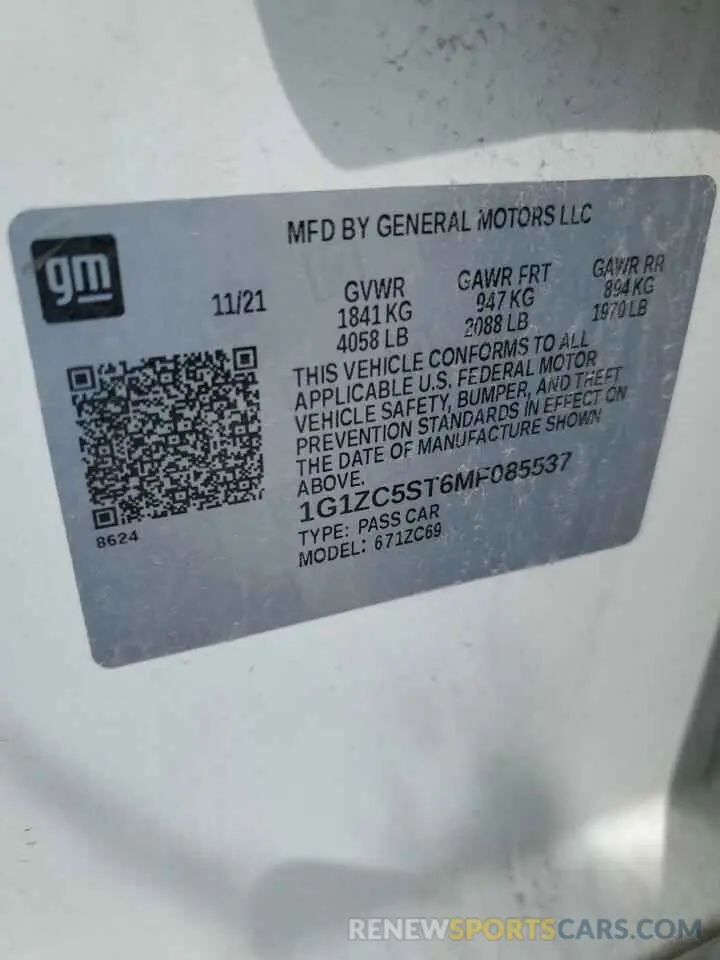 MFD BY GENERAL MOTORS LLC
gm
11/21
GVWR
1841 KG
4058 LB
GAWR FRT
947 KG
2088 LB
GAWR RR
894 KG
1970 LB
THIS VEHICLE CONFORMS TO ALL
APPLICABLE U.S. FEDERAL MOTOR
VEHICLE SAFETY, BUMPER, AND THEFT
PREVENTION STANDARDS IN EFFECT ON
THE DATE OF MANUFACTURE SHOWN
ABOVE.
1G1ZC5ST6MF085537
TYPE: PASS CAR
MODEL: 671ZC69
8624
RENEWSPORTSCARS.COM